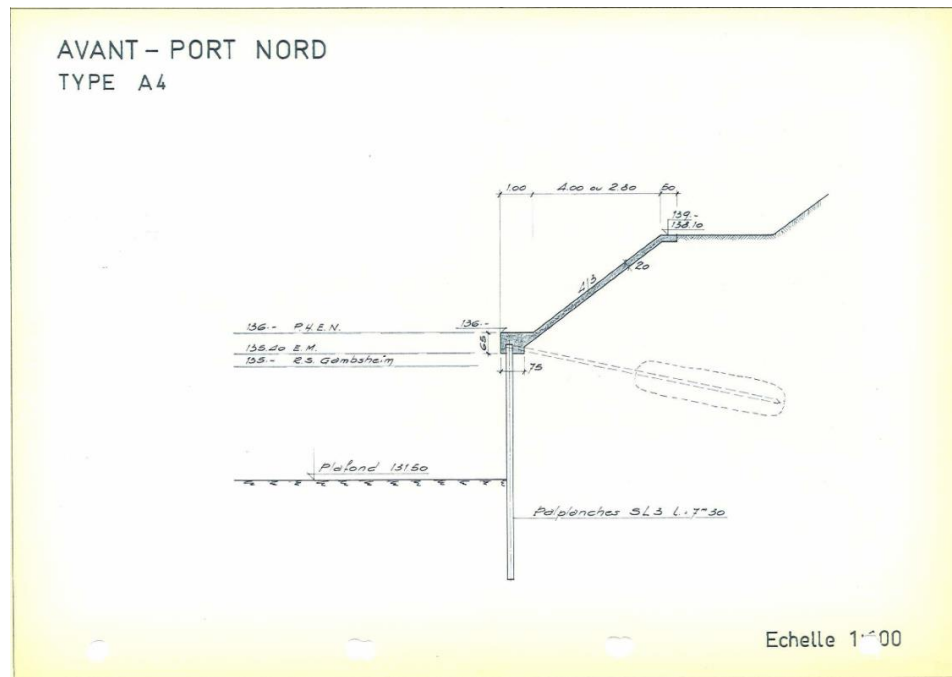 AVANT - PORT NORD
TYPE A4
1.00 4.00 ou 2.80 50
139.-
138.10
20
4/3
136.- P.H.E.N.
136.-
65
135.40 E.M.
135.- R.S. Gambsheim
75
Plafond 131.50
Palplanches SL3 L.= 7m30
Echelle